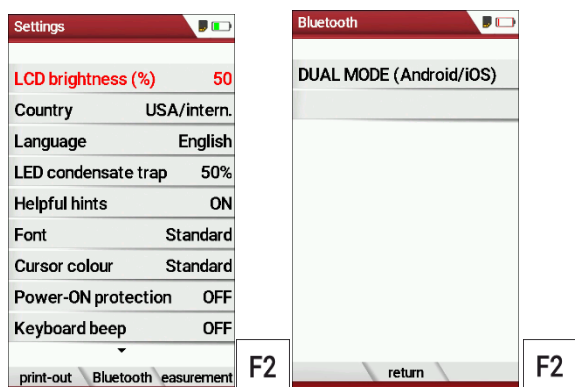 Settings
LCD brightness (%) 50
Country USA/intern.
Language English
LED condensate trap 50%
Helpful hints ON
Font Standard
Cursor colour Standard
Power-ON protection OFF
Keyboard beep OFF
print-out Bluetooth easurement
F2
Bluetooth
DUAL MODE (Android/iOS)
return
F2